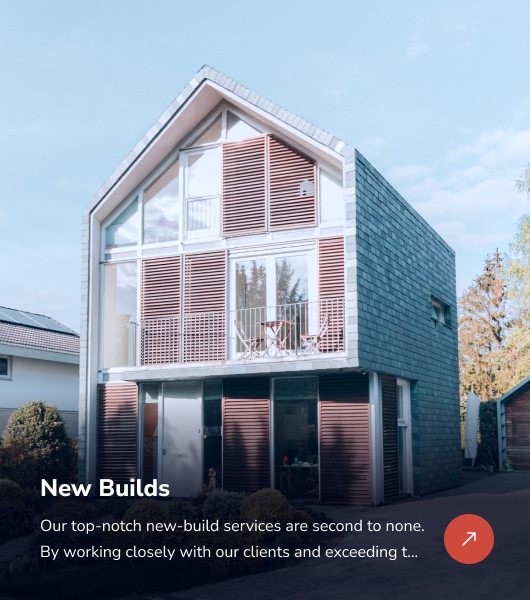 New Builds
Our top-notch new-build services are second to none.
By working closely with our clients and exceeding t...